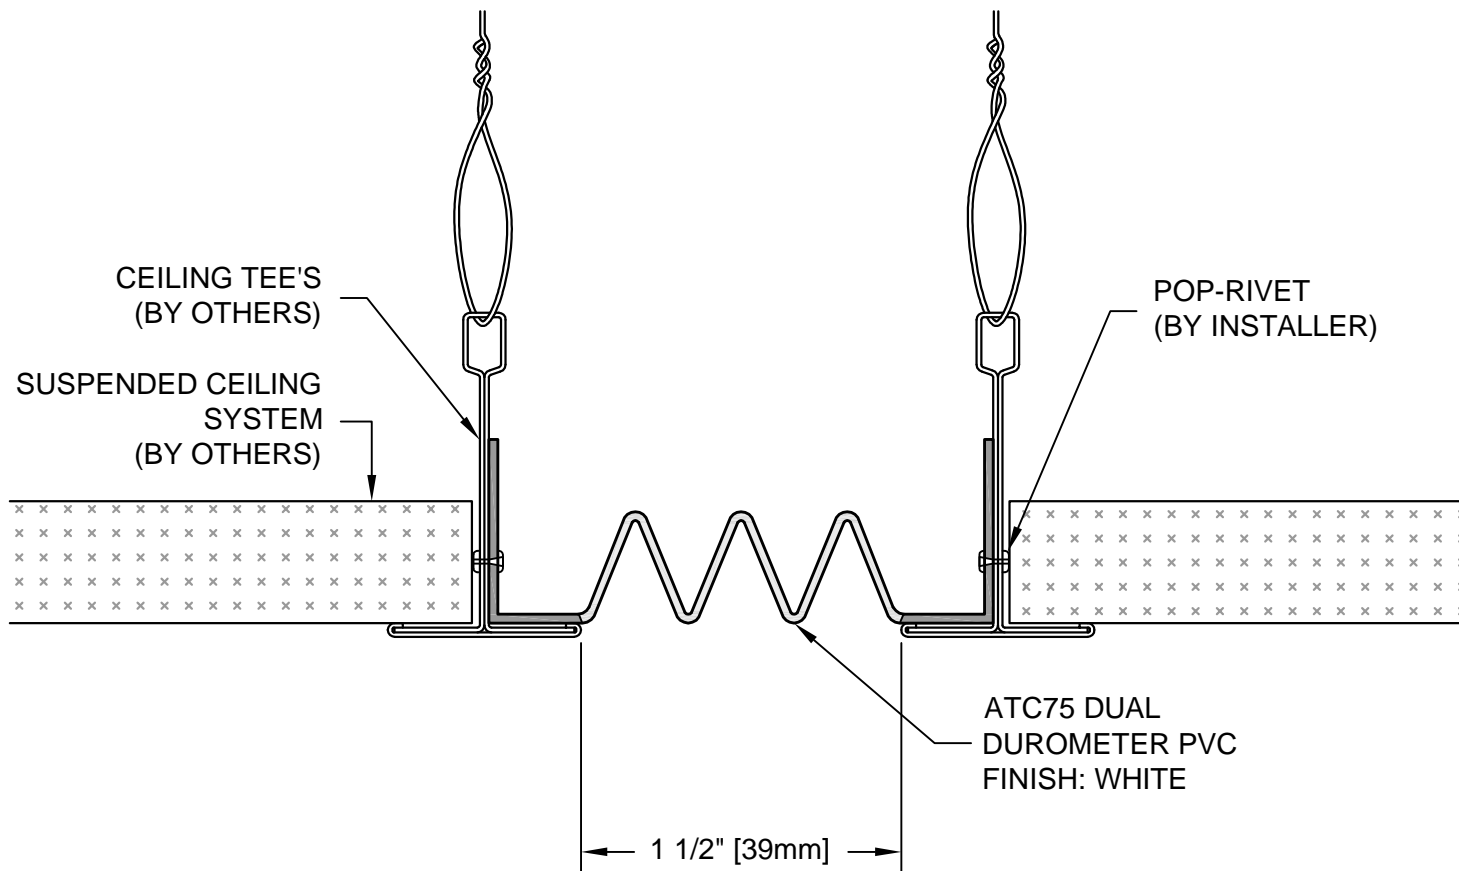 CEILING TEE'S
(BY OTHERS)
POP-RIVET
(BY INSTALLER)
SUSPENDED CEILING
SYSTEM
(BY OTHERS)
ATC75 DUAL
DUROMETER PVC
FINISH: WHITE
1 1/2" [39mm]